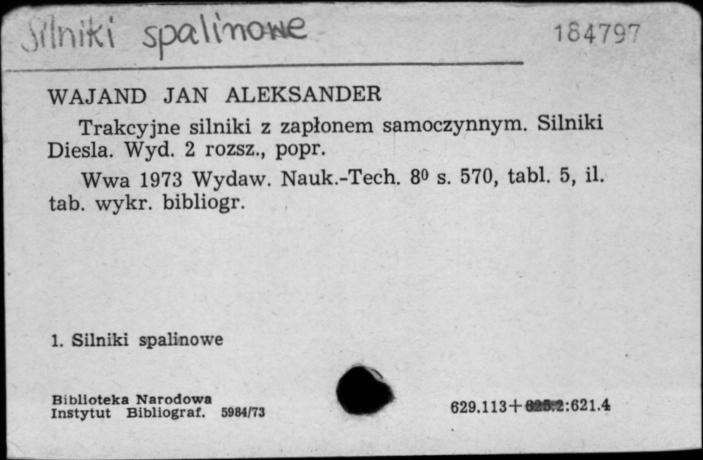 Silniki spalinowe
184797
WAJAND JAN ALEKSANDER
Trakcyjne silniki z zapłonem samoczynnym. Silniki
Diesla. Wyd. 2 rozsz., popr.
Wwa 1973 Wydaw. Nauk.-Tech. 8⁰ s. 570, tabl. 5, il.
tab. wykr. bibliogr.
1. Silniki spalinowe
Biblioteka Narodowa
Instytut Bibliograf. 5984/73
629.113+:621.4